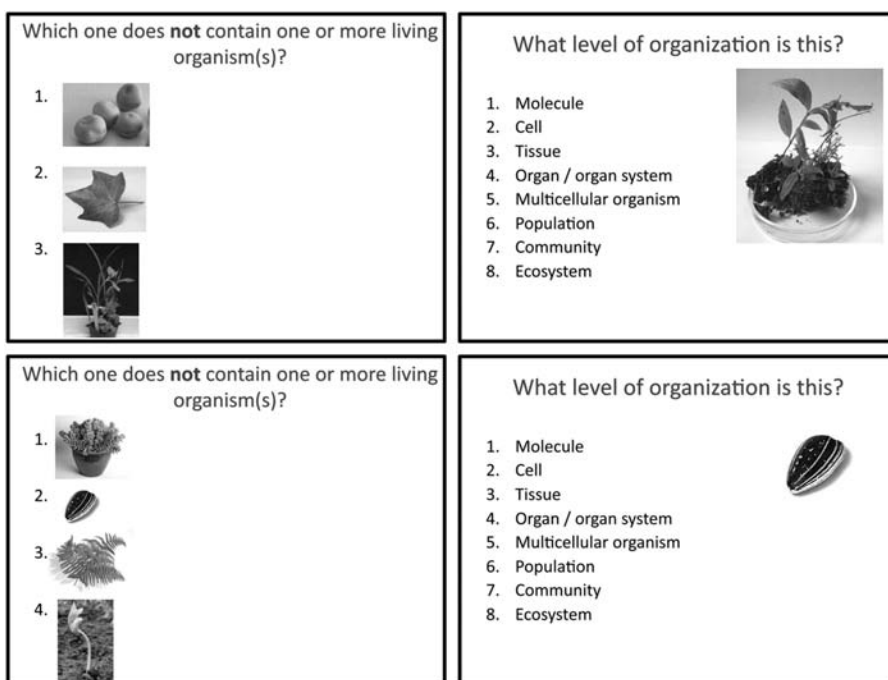 Which one does not contain one or more living
organism(s)?
1.
2.
3.
What level of organization is this?
1. Molecule
2. Cell
3. Tissue
4. Organ / organ system
5. Multicellular organism
6. Population
7. Community
8. Ecosystem
Which one does not contain one or more living
organism(s)?
1.
2.
3.
4.
What level of organization is this?
1. Molecule
2. Cell
3. Tissue
4. Organ / organ system
5. Multicellular organism
6. Population
7. Community
8. Ecosystem